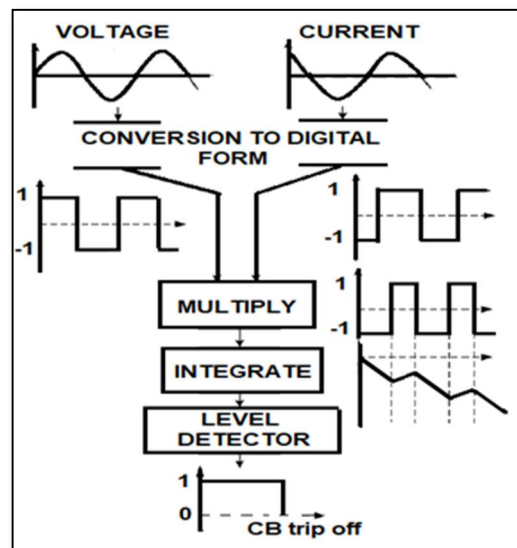 VOLTAGE
CURRENT
CONVERSION TO DIGITAL
FORM
1
-1
1
-1
MULTIPLY
1
-1
INTEGRATE
LEVEL
DETECTOR
1
0
CB trip off